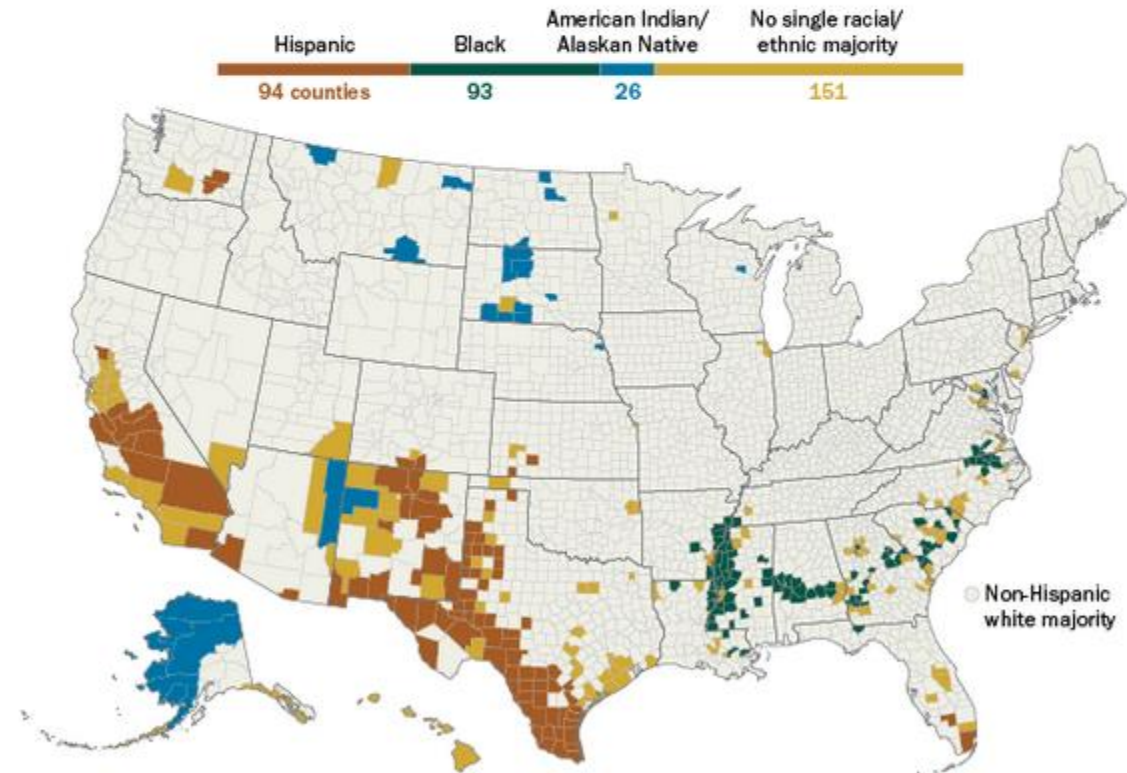 Hispanic
Black
American Indian/
Alaskan Native
No single racial/
ethnic majority
94 counties
93
26
151
Non-Hispanic
white majority